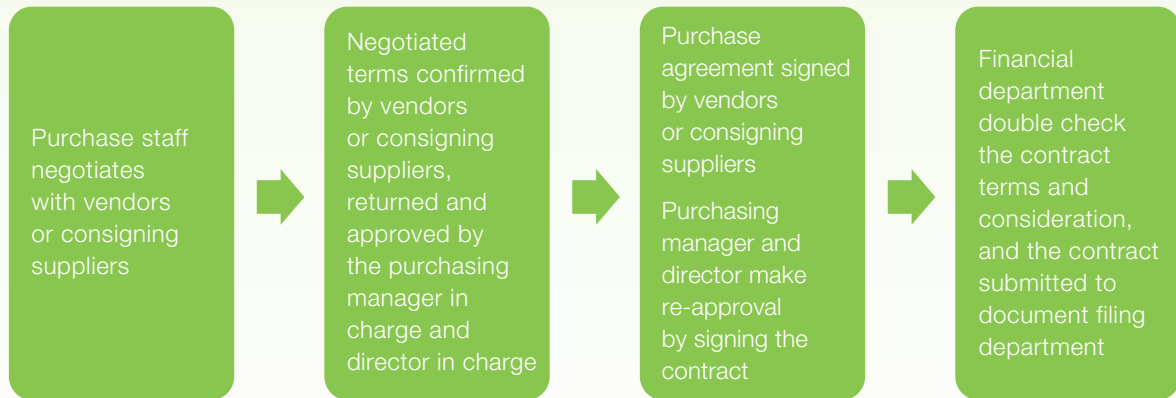 Purchase staff
negotiates
with vendors
or consigning
suppliers
Negotiated
terms confirmed
by vendors
or consigning
suppliers,
returned and
approved by
the purchasing
manager in
charge and
director in charge
Purchase
agreement signed
by vendors
or consigning
suppliers
Purchasing
manager and
director make
re-approval
by signing the
contract
Financial
department
double check
the contract
terms and
consideration,
and the contract
submitted to
document filing
department